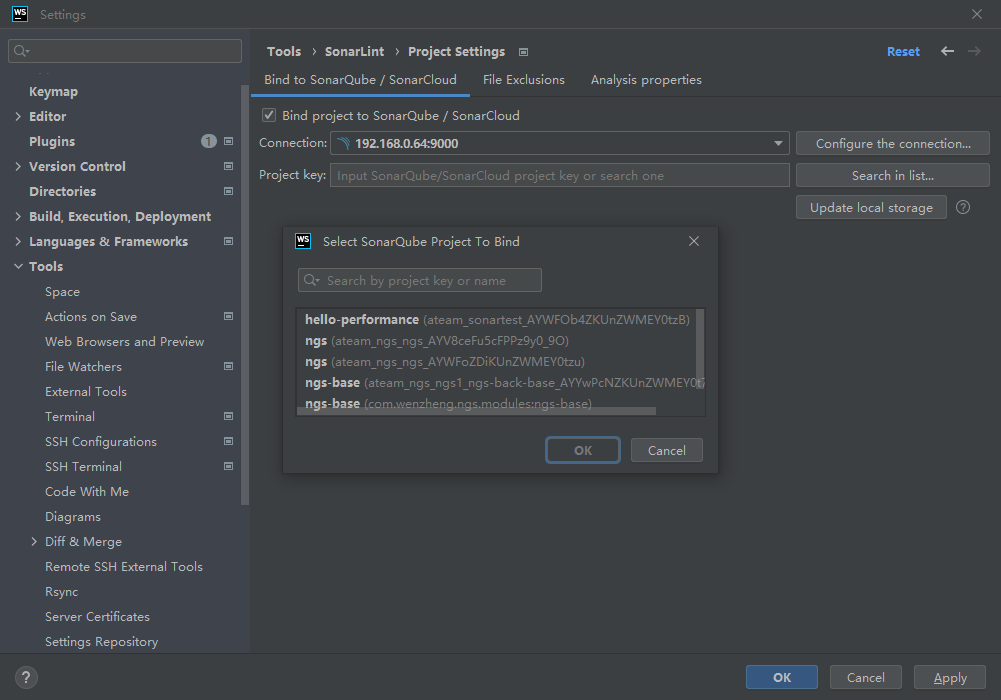 WS Settings
Tools › SonarLint › Project Settings
Reset
Bind to SonarQube / SonarCloud
File Exclusions
Analysis properties
Bind project to SonarQube / SonarCloud
Connection:
192.168.0.64:9000
Configure the connection...
Project key:
Input SonarQube/SonarCloud project key or search one
Search in list...
Update local storage
?
Keymap
Editor
Plugins
1
Version Control
Directories
Build, Execution, Deployment
Languages & Frameworks
Tools
Space
Actions on Save
Web Browsers and Preview
File Watchers
External Tools
Terminal
SSH Configurations
SSH Terminal
Code With Me
Diagrams
Diff & Merge
Remote SSH External Tools
Rsync
Server Certificates
Settings Repository
WS Select SonarQube Project To Bind
Search by project key or name
hello-performance (ateam_sonartest_AYWFOb4ZKUnZWMEY0tzB)
ngs (ateam_ngs_ngs_AYV8ceFu5cFPPz9y0_9O)
ngs (ateam_ngs_ngs_AYWFoZDiKUnZWMEY0tzu)
ngs-base (ateam_ngs_ngs1_ngs-back-base_AYYwPcNZKUnZWMEY0t7
ngs-base (com.wenzheng.ngs.modules:ngs-base)
OK
Cancel
?
OK
Cancel
Apply